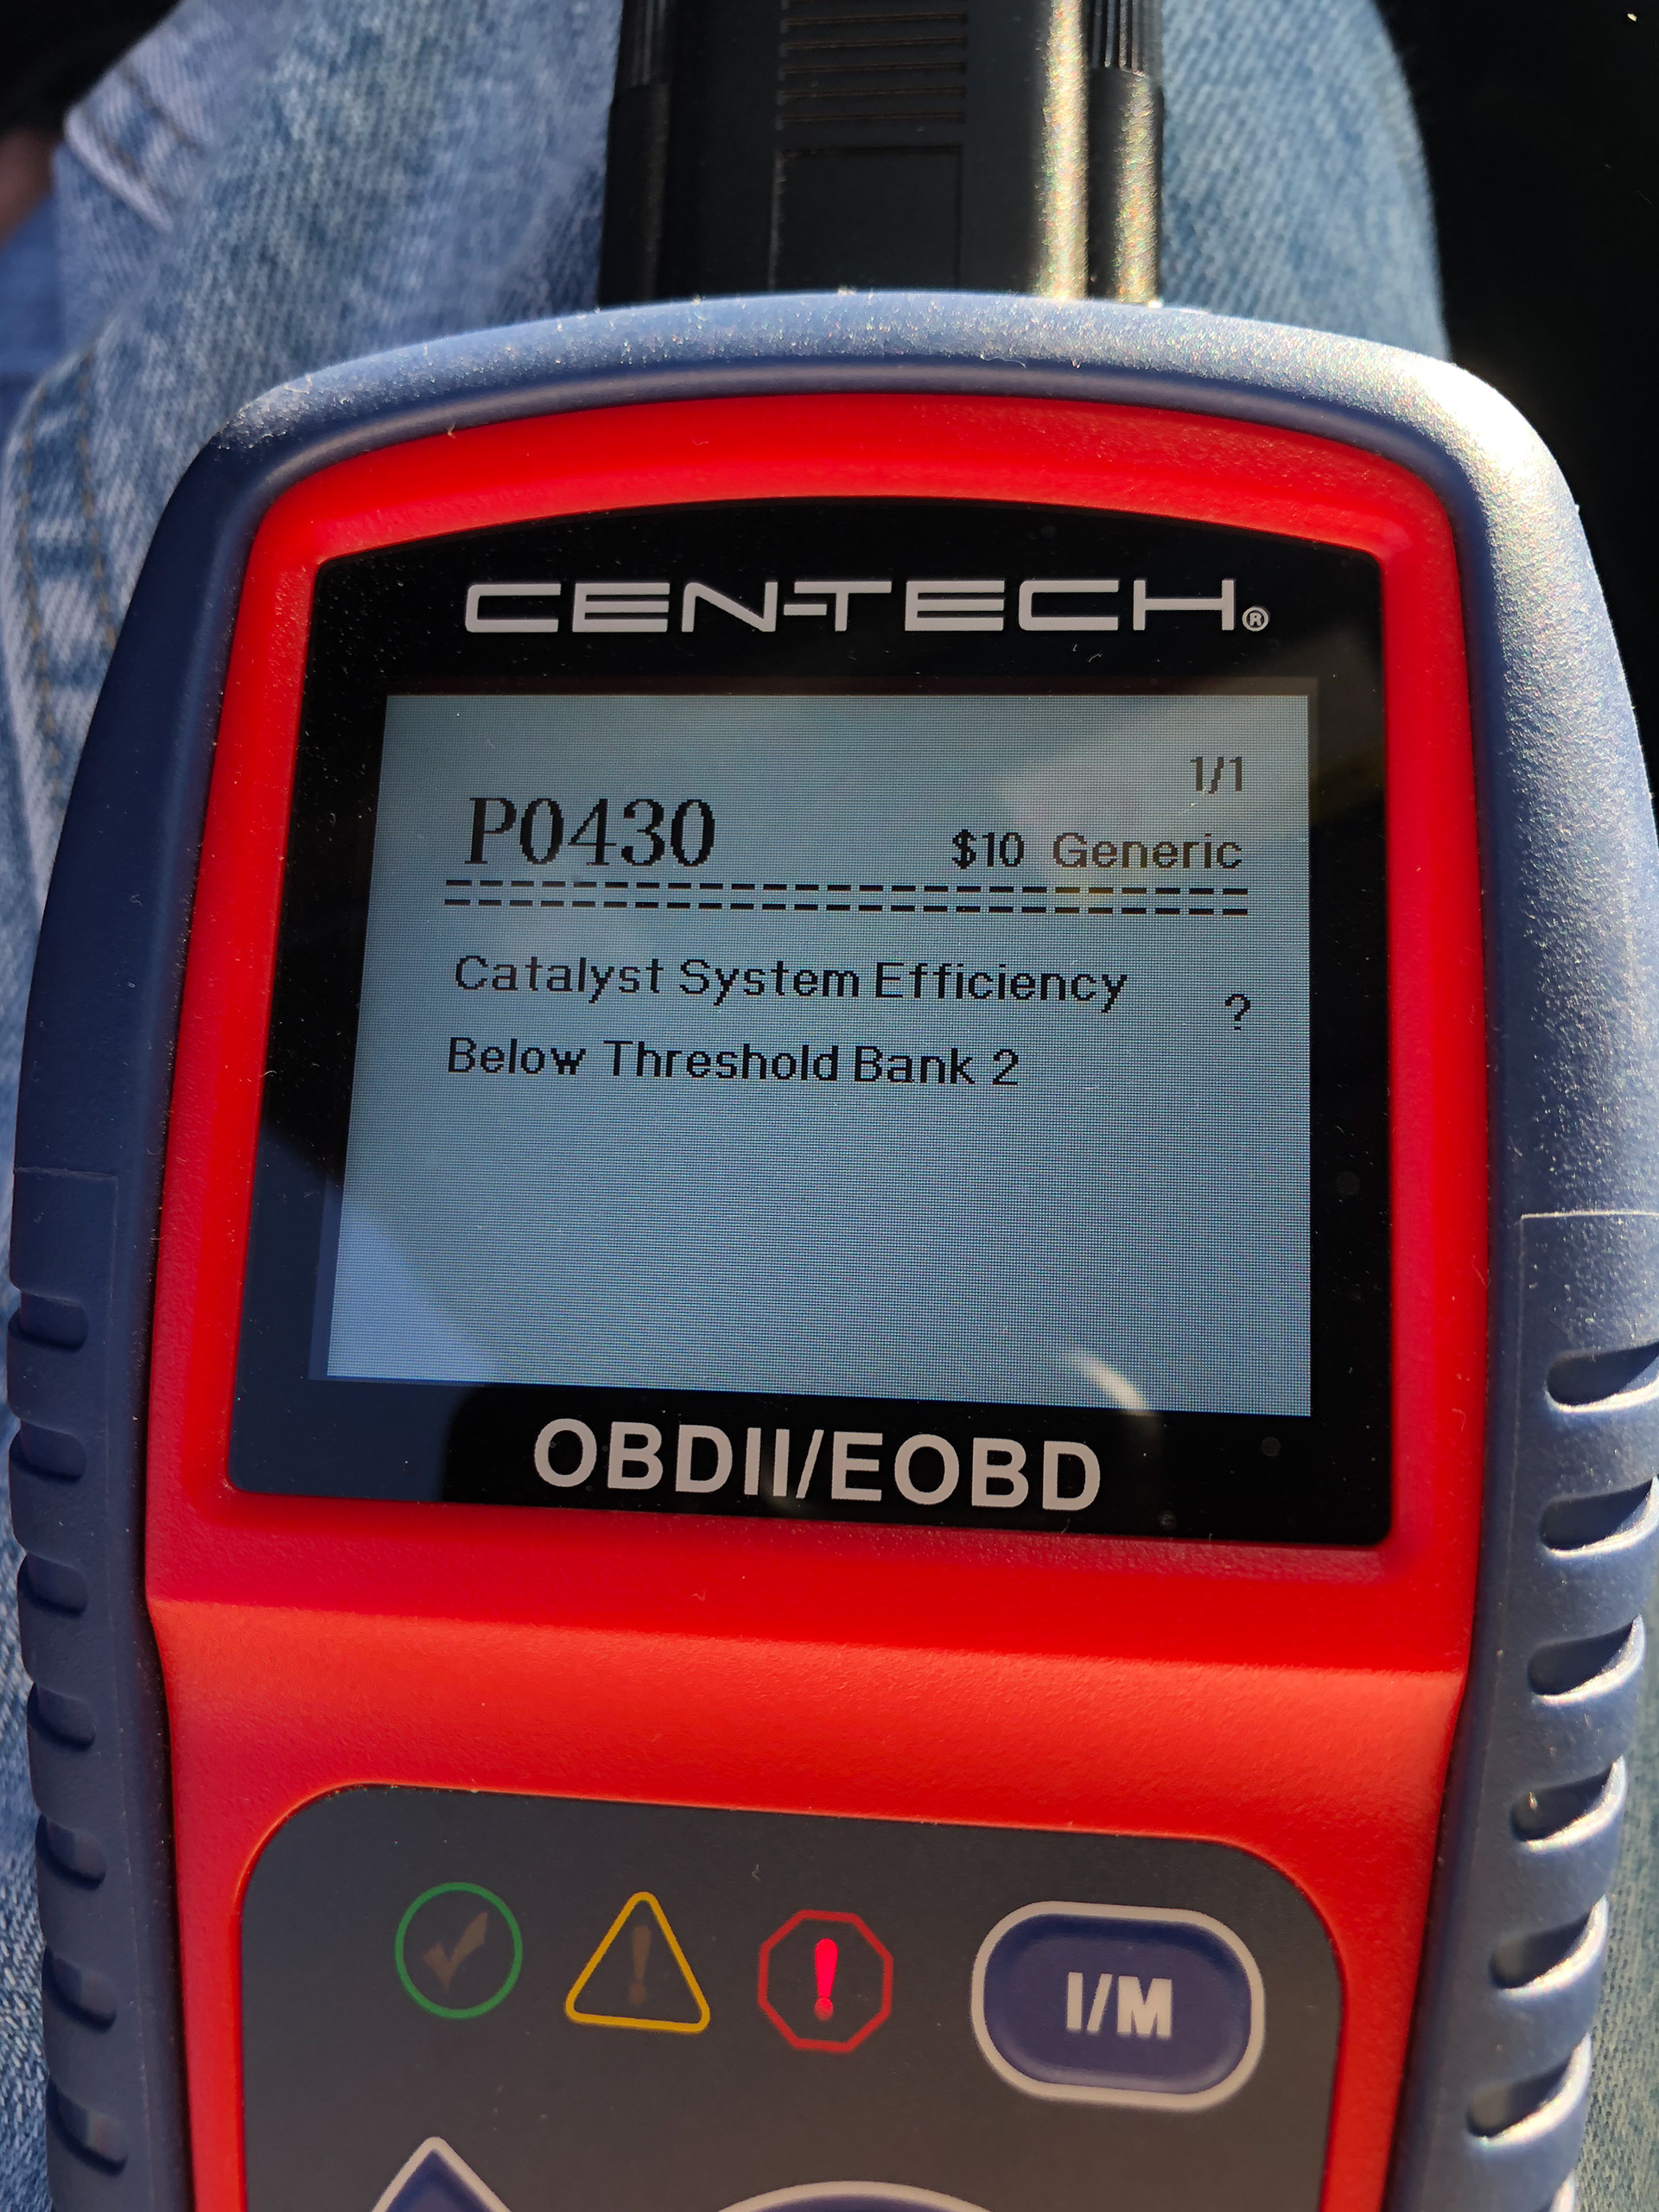 CEN-TECH®
1/1
P0430 $10 Generic
================================
Catalyst System Efficiency ?
Below Threshold Bank 2
OBDII/EOBD
! ! I/M